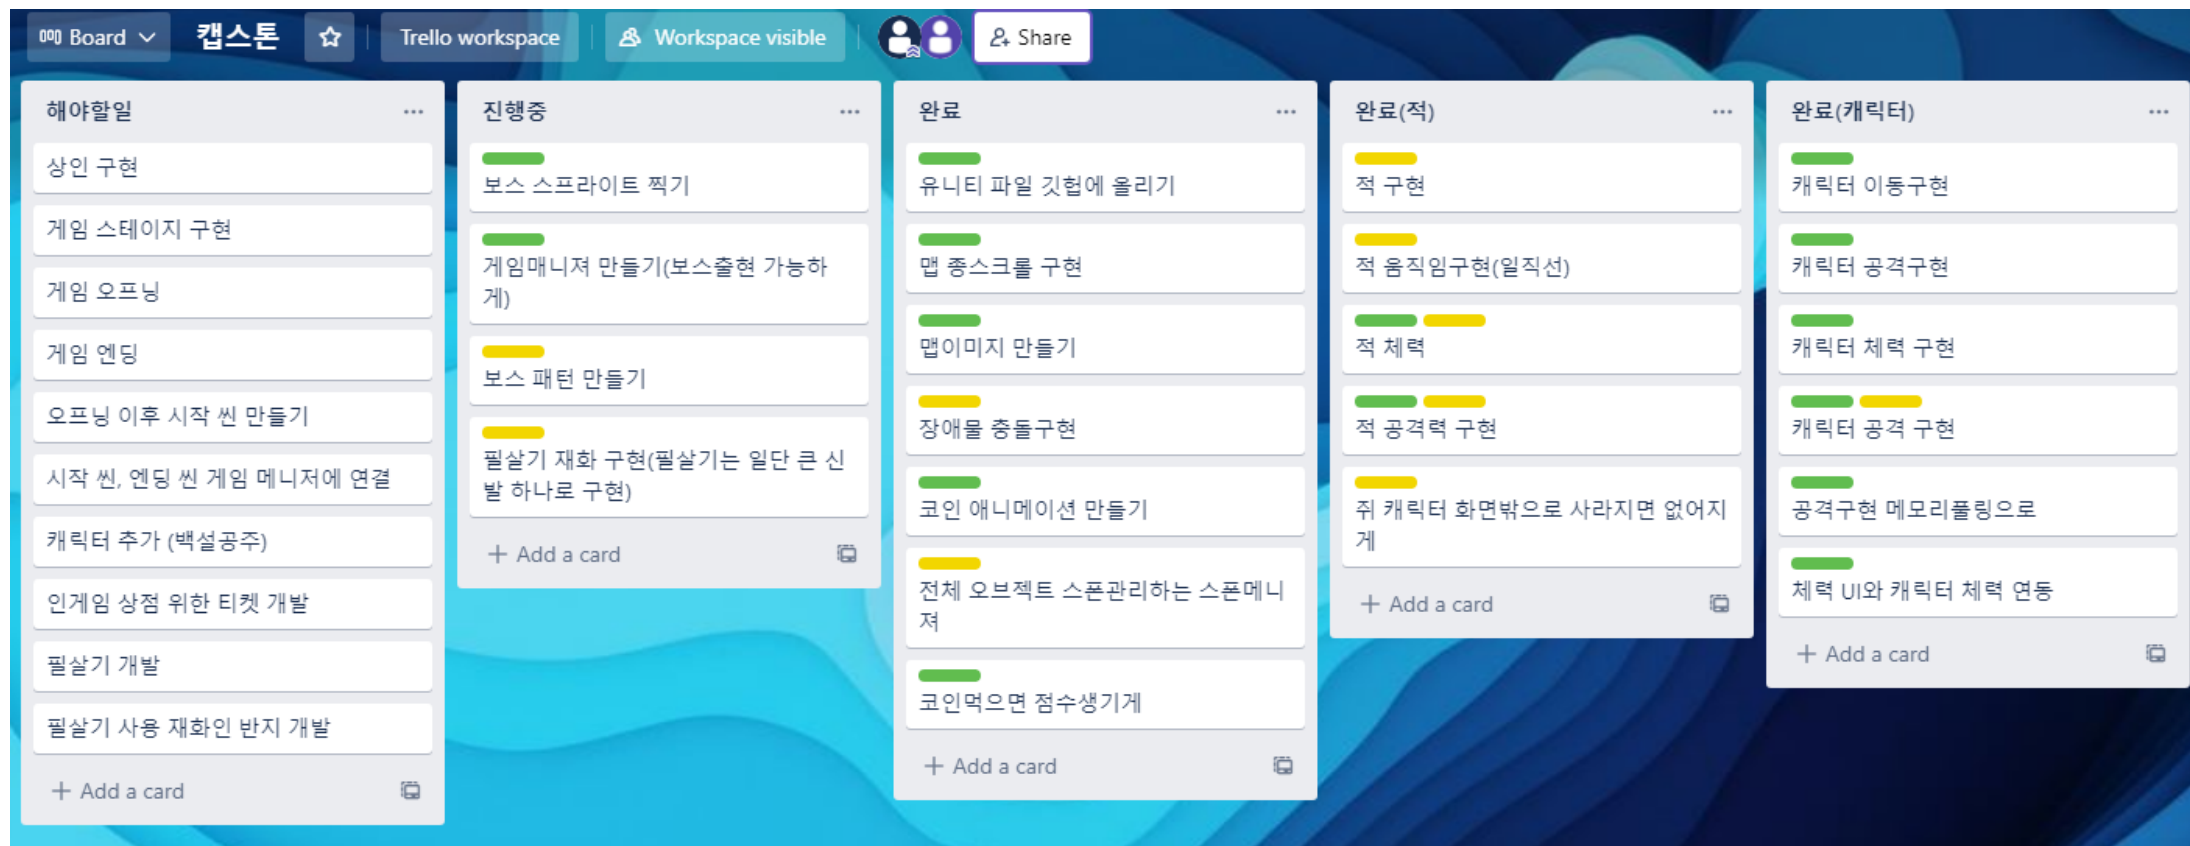 Board
캡스톤
Trello workspace
Workspace visible
Share
해야할일
상인 구현
게임 스테이지 구현
게임 오프닝
게임 엔딩
오프닝 이후 시작 씬 만들기
시작 씬, 엔딩 씬 게임 메니저에 연결
캐릭터 추가 (백설공주)
인게임 상점 위한 티켓 개발
필살기 개발
필살기 사용 재화인 반지 개발
+ Add a card
진행중
보스 스프라이트 찍기
게임매니져 만들기(보스출현 가능하
게)
보스 패턴 만들기
필살기 재화 구현(필살기는 일단 큰 신
발 하나로 구현)
+ Add a card
완료
유니티 파일 깃헙에 올리기
맵 종스크롤 구현
맵이미지 만들기
장애물 충돌구현
코인 애니메이션 만들기
전체 오브젝트 스폰관리하는 스폰메니
져
코인먹으면 점수생기게
+ Add a card
완료(적)
적 구현
적 움직임구현(일직선)
적 체력
적 공격력 구현
쥐 캐릭터 화면밖으로 사라지면 없어지
게
+ Add a card
완료(캐릭터)
캐릭터 이동구현
캐릭터 공격구현
캐릭터 체력 구현
캐릭터 공격 구현
공격구현 메모리풀링으로
체력 UI와 캐릭터 체력 연동
+ Add a card